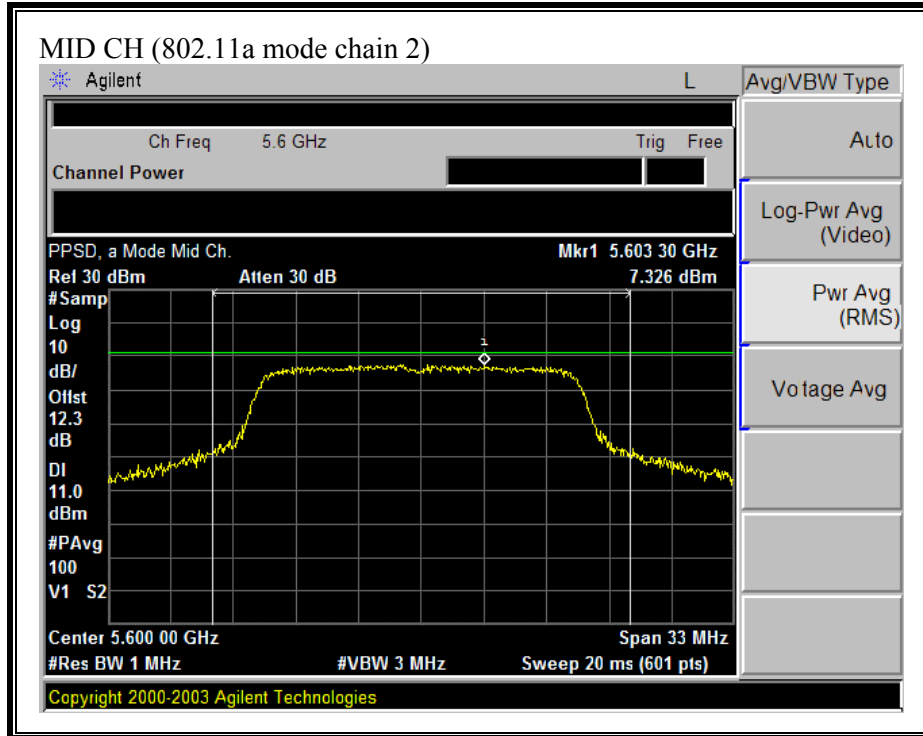 MID CH (802.11a mode chain 2)
Agilent L Avg/VBW Type
Ch Freq 5.6 GHz Trig Free
Auto
Channel Power
Log-Pwr Avg
(Video)
PPSD, a Mode Mid Ch. Mkr1 5.603 30 GHz
Ref 30 dBm Atten 30 dB 7.326 dBm
Pwr Avg
(RMS)
#Samp
Log
10
dB/
Offst
12.3
dB
DI
11.0
dBm
#PAvg
100
V1 S2
1
Voltage Avg
Center 5.600 00 GHz Span 33 MHz
#Res BW 1 MHz #VBW 3 MHz Sweep 20 ms (601 pts)
Copyright 2000-2003 Agilent Technologies